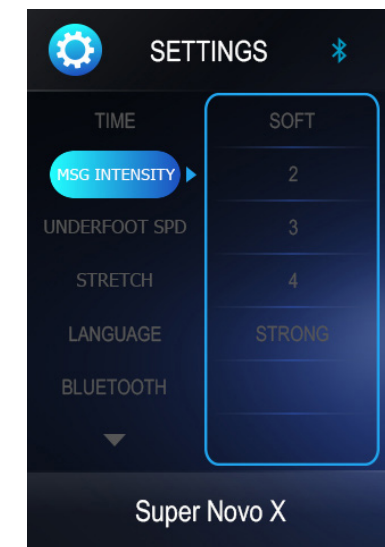 SETTINGS
TIME
MSG INTENSITY
UNDERFOOT SPD
STRETCH
LANGUAGE
BLUETOOTH
SOFT
2
3
4
STRONG
Super Novo X